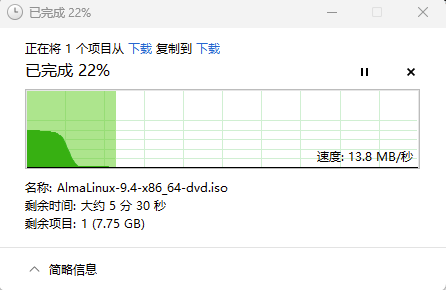 已完成 22%
正在将 1 个项目从 下载 复制到 下载
已完成 22%
速度: 13.8 MB/秒
名称: AlmaLinux-9.4-x86_64-dvd.iso
剩余时间: 大约 5 分 30 秒
剩余项目: 1 (7.75 GB)
简略信息